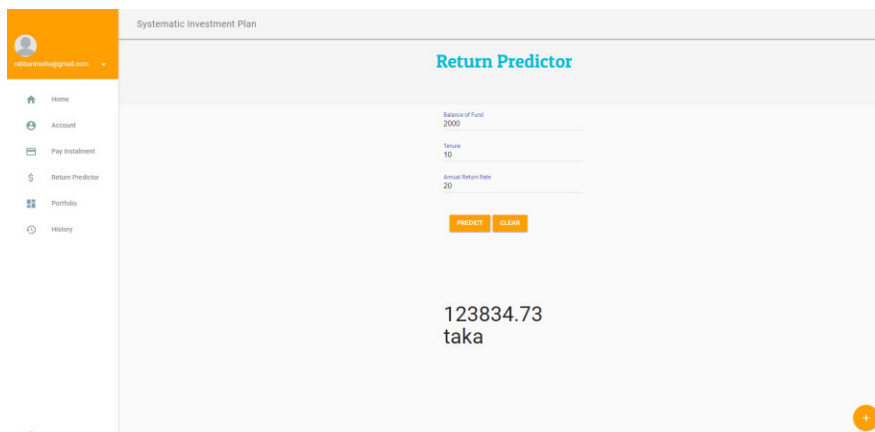 Systematic Investment Plan
Return Predictor
Home
Account
Pay Instalment
Return Predictor
Portfolio
History
Balance of Fund
2000
Tenure
10
Annual Return Rate
20
PREDICT CLEAR
123834.73
taka